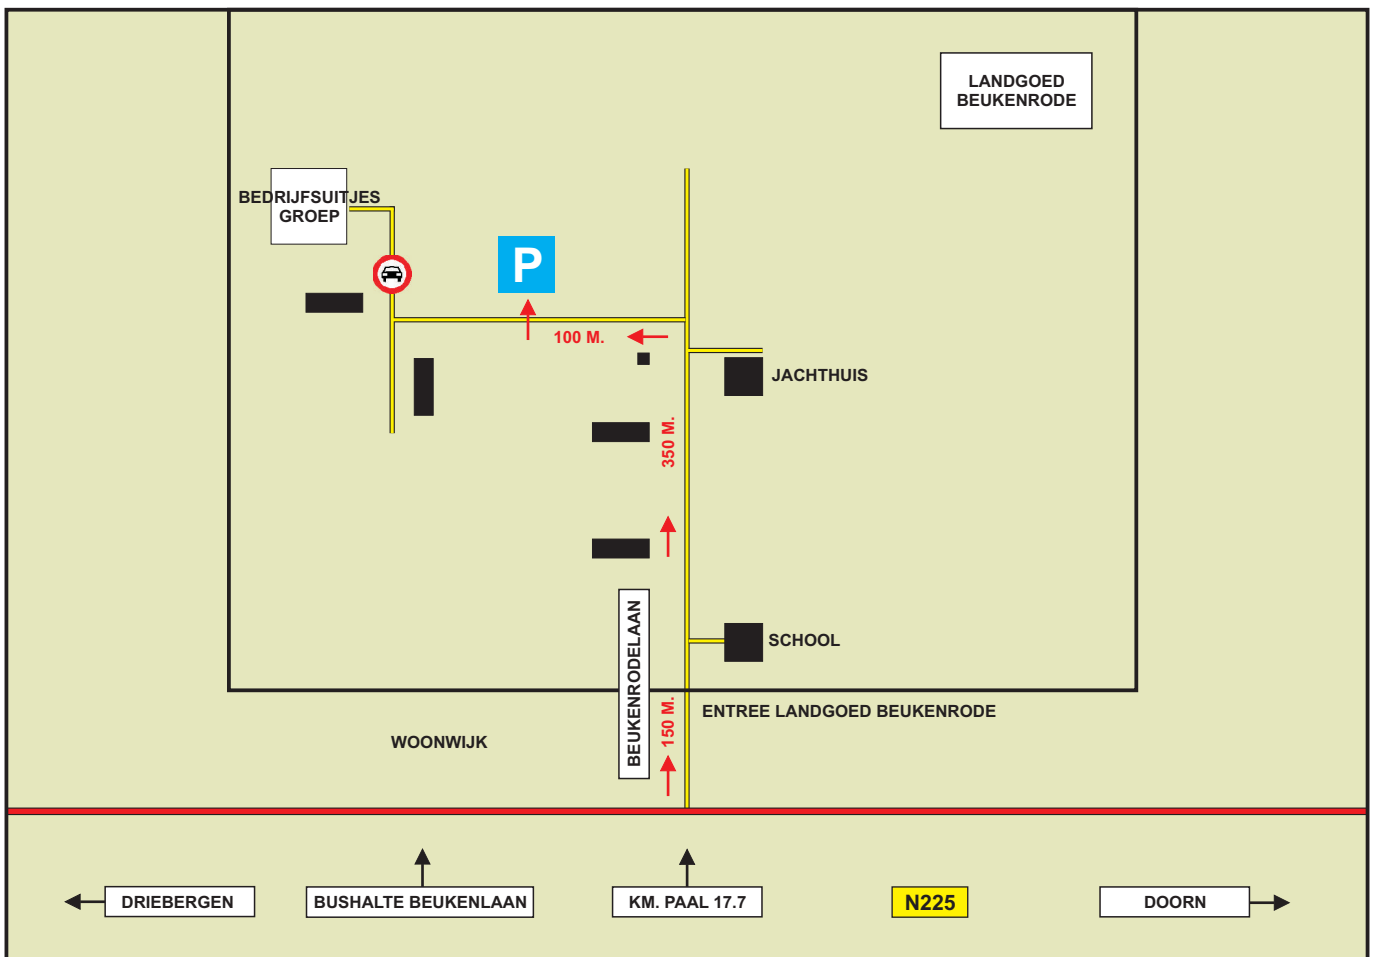 LANDGOED
BEUKENRODE
BEDRIJFSUITJES
GROEP
P
100 M.
JACHTHUIS
350 M.
SCHOOL
BEUKENRODELAAN
150 M.
ENTREE LANDGOED BEUKENRODE
WOONWIJK
DRIEBERGEN
BUSHALTE BEUKENLAAN
KM. PAAL 17.7
N225
DOORN